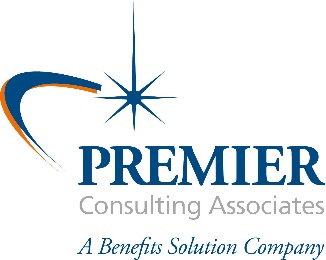 PREMIER
Consulting Associates
A Benefits Solution Company